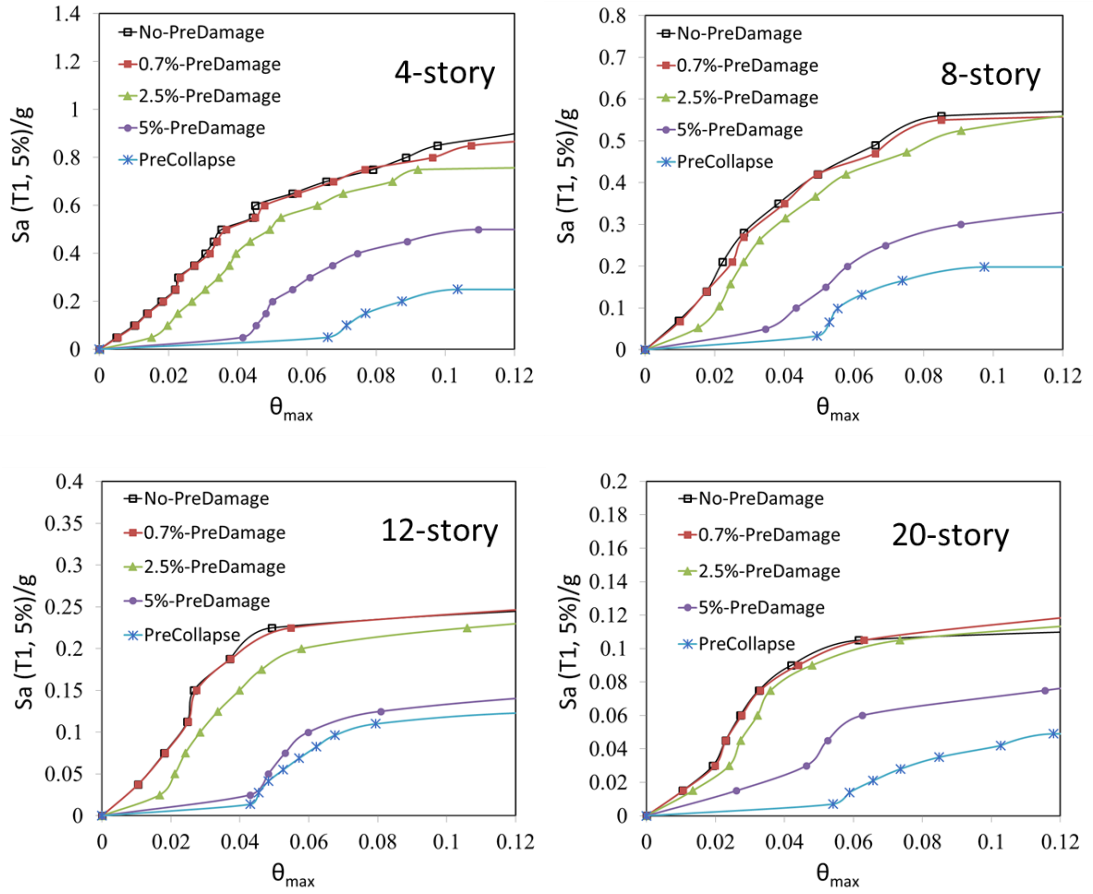 1.4
1.2
1
0.8
0.6
0.4
0.2
0
No-PreDamage
0.7%-PreDamage
2.5%-PreDamage
5%-PreDamage
PreCollapse
4-story
Sa (T1, 5%)/g
0 0.02 0.04 0.06 0.08 0.1 0.12
θmax
0.8
0.7
0.6
0.5
0.4
0.3
0.2
0.1
0
No-PreDamage
0.7%-PreDamage
2.5%-PreDamage
5%-PreDamage
PreCollapse
8-story
Sa (T1, 5%)/g
0 0.02 0.04 0.06 0.08 0.1 0.12
θmax
0.4
0.35
0.3
0.25
0.2
0.15
0.1
0.05
0
No-PreDamage
0.7%-PreDamage
2.5%-PreDamage
5%-PreDamage
PreCollapse
12-story
Sa (T1, 5%)/g
0 0.02 0.04 0.06 0.08 0.1 0.12
θmax
0.2
0.18
0.16
0.14
0.12
0.1
0.08
0.06
0.04
0.02
0
No-PreDamage
0.7%-PreDamage
2.5%-PreDamage
5%-PreDamage
PreCollapse
20-story
Sa (T1, 5%)/g
0 0.02 0.04 0.06 0.08 0.1 0.12
θmax